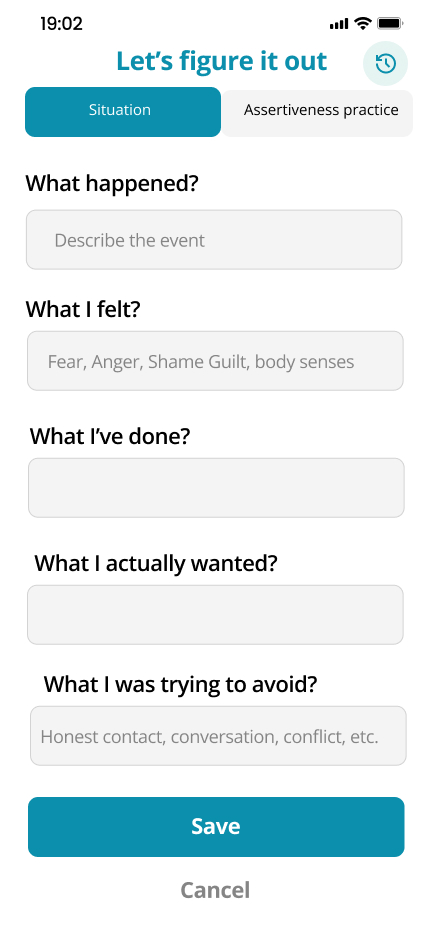 19:02
Let's figure it out
Situation
Assertiveness practice
What happened?
Describe the event
What I felt?
Fear, Anger, Shame Guilt, body senses
What I've done?
What I actually wanted?
What I was trying to avoid?
Honest contact, conversation, conflict, etc.
Save
Cancel